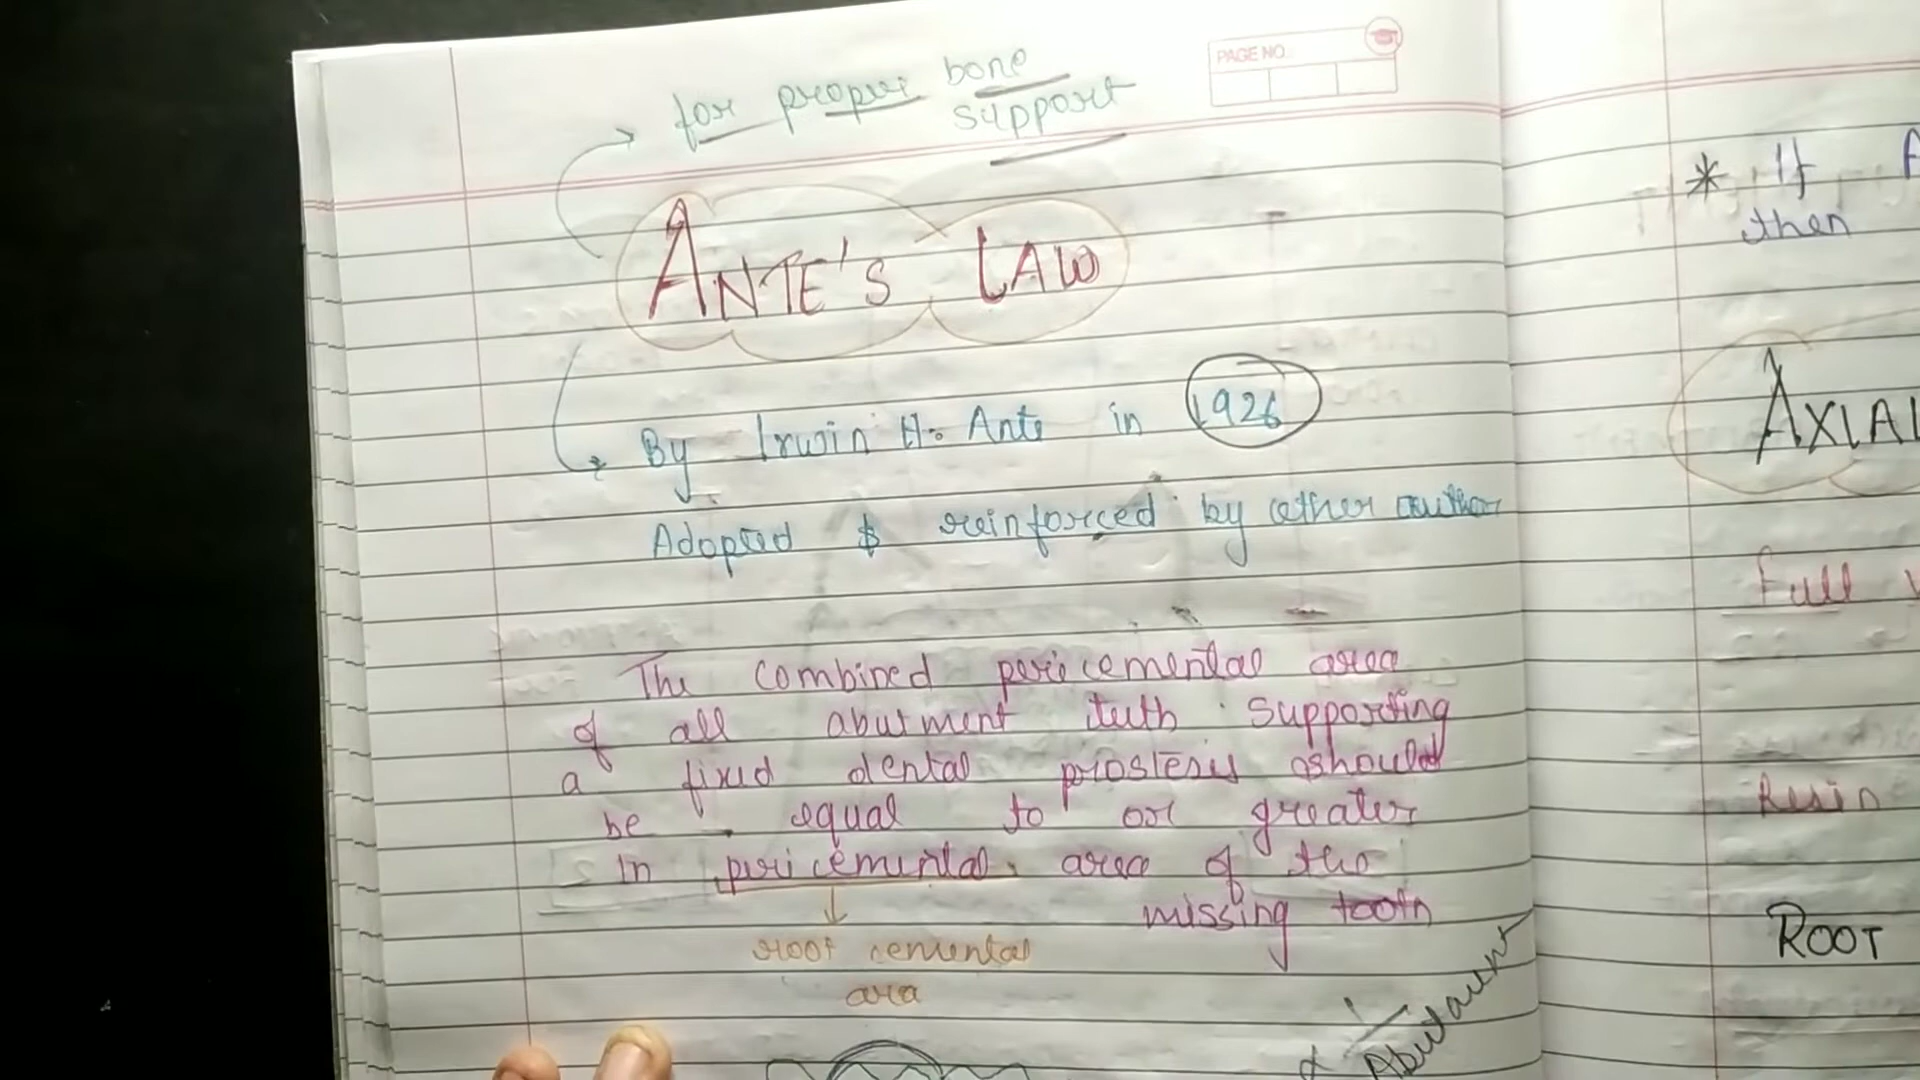 for proper bone
support
PAGE NO.
ANTE'S LAW
By Irwin H. Ante in 1926
Adopted & reinforced by other author
The combined pericemental area
of all abutment teeth supporting
a fixed dental prostesis should
be equal to or greater
in pericemental area of the
missing tooth
root cemental
area
Abutment
* If
then
AXIAL
Full
Resin
ROOT